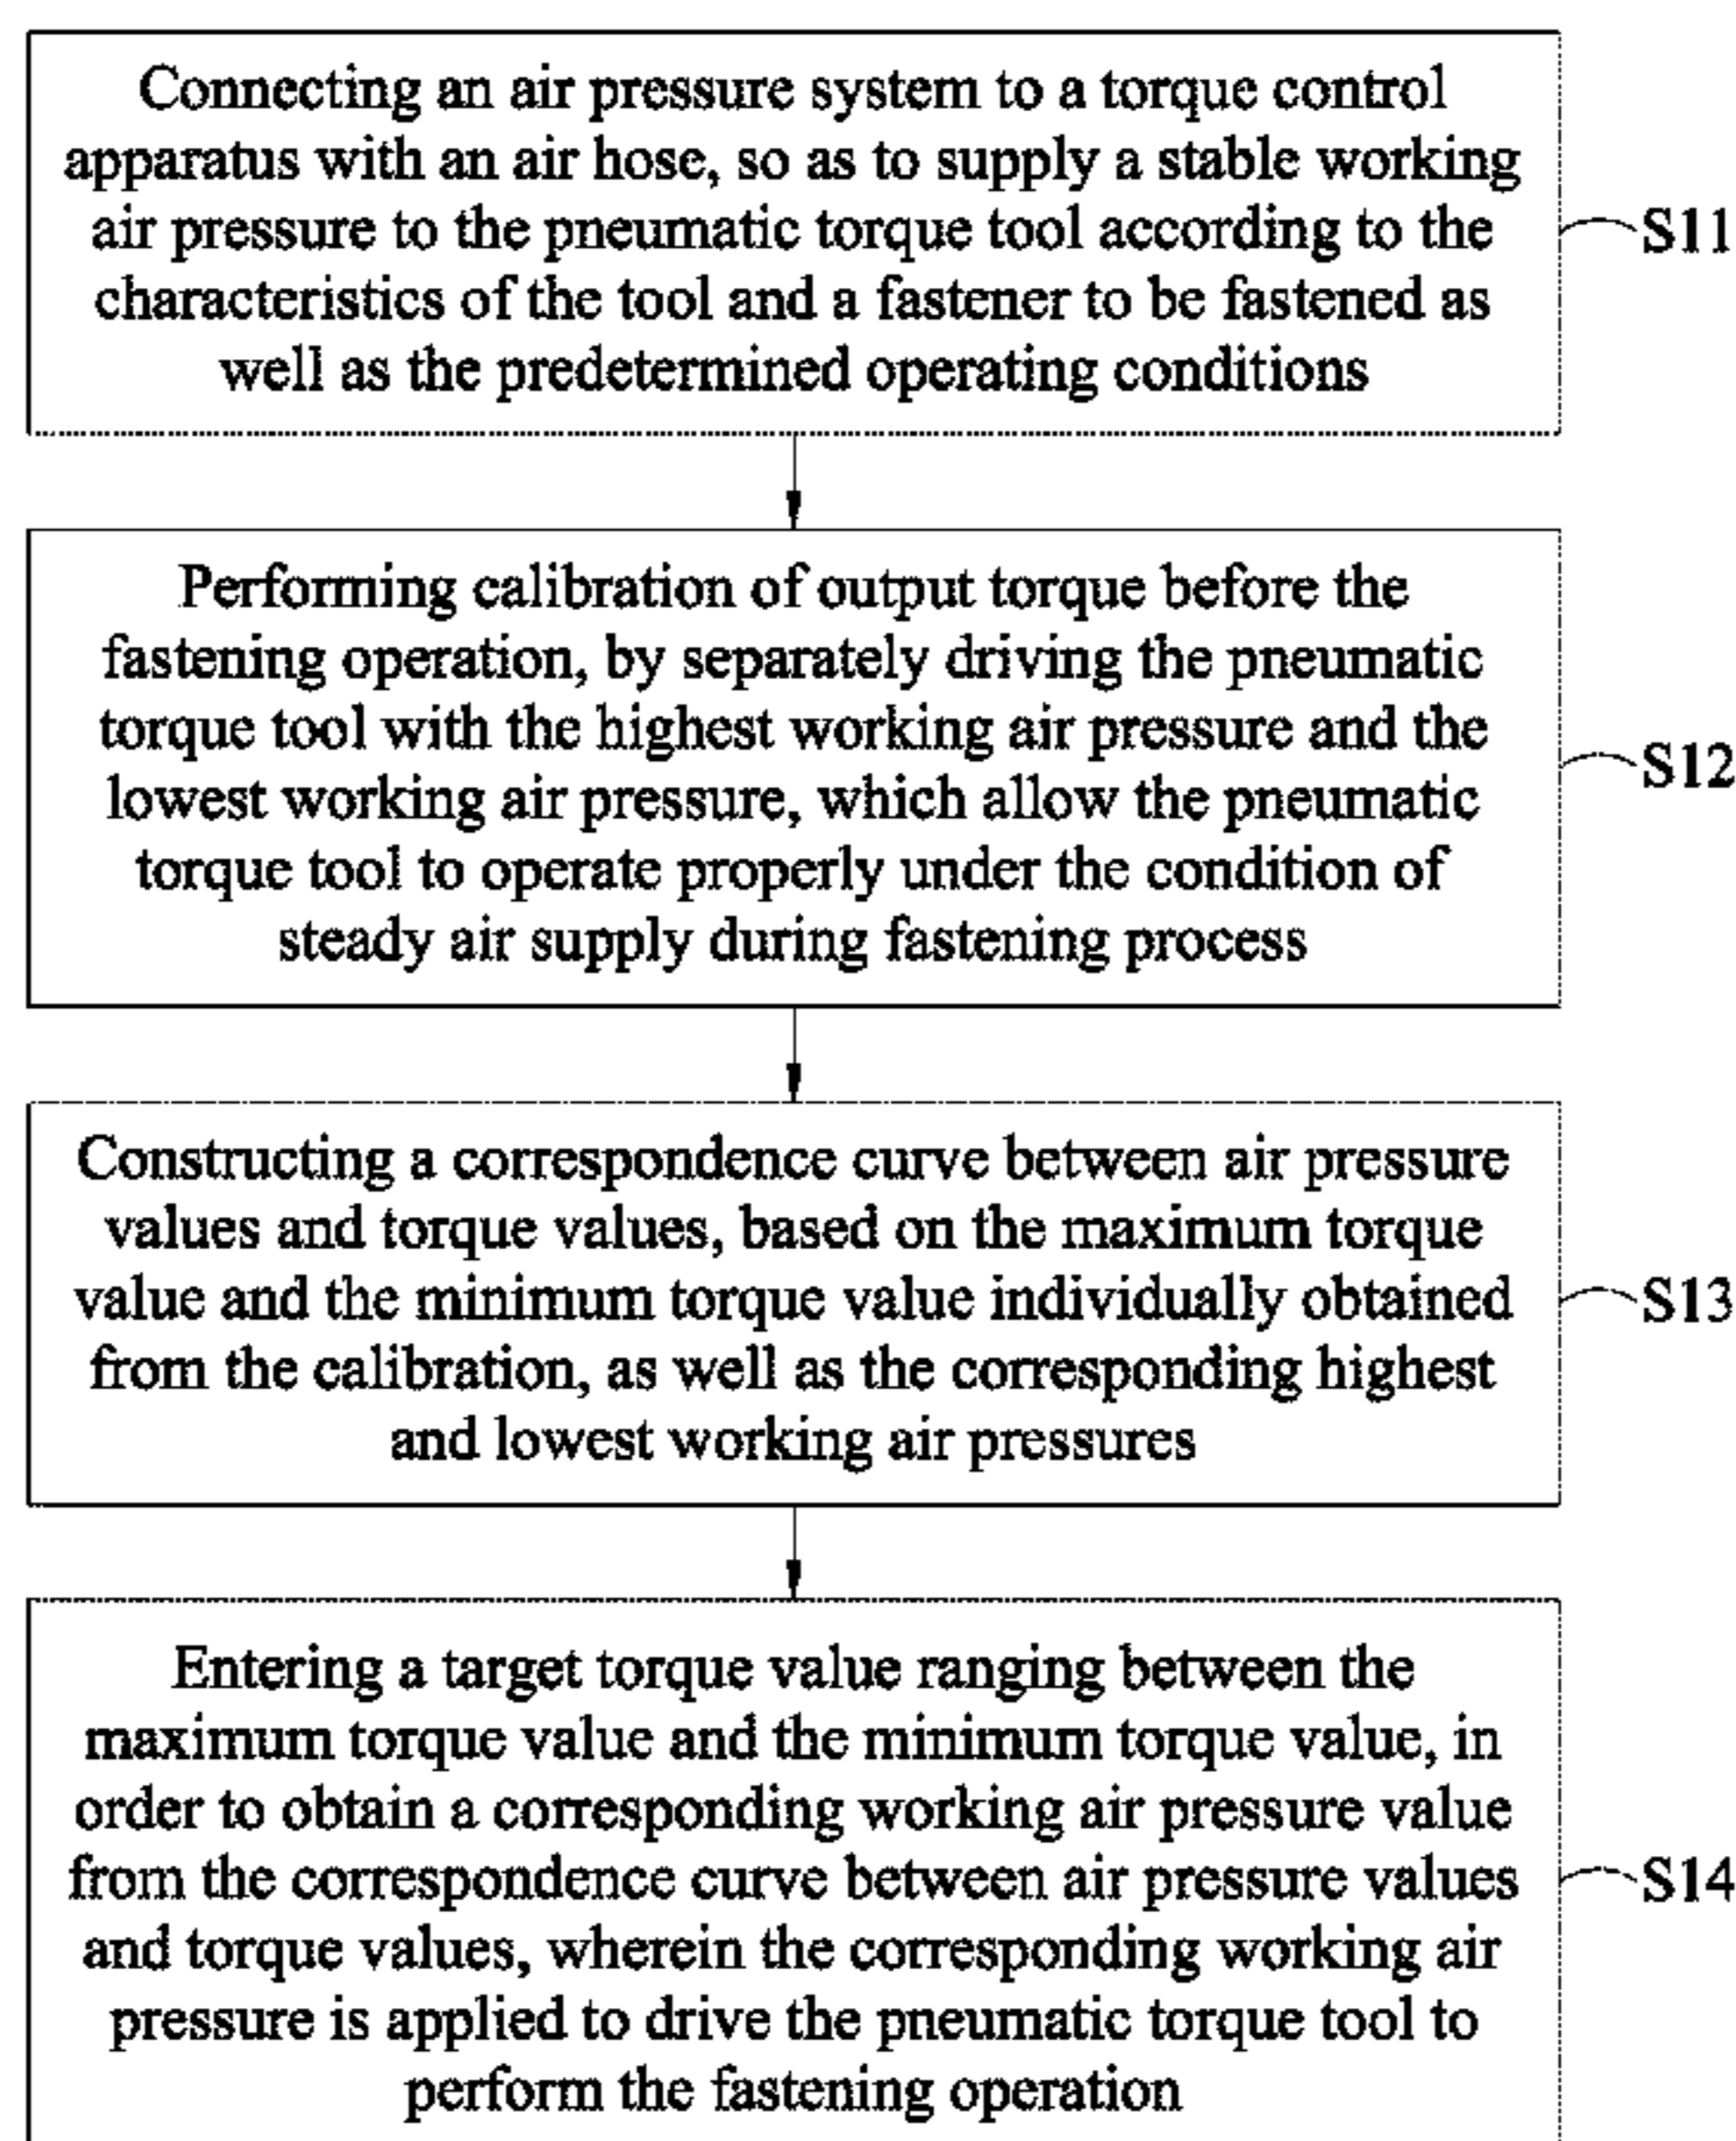 Connecting an air pressure system to a torque control
apparatus with an air hose, so as to supply a stable working
air pressure to the pneumatic torque tool according to the
characteristics of the tool and a fastener to be fastened as
well as the predetermined operating conditions
S11
Performing calibration of output torque before the
fastening operation, by separately driving the pneumatic
torque tool with the highest working air pressure and the
lowest working air pressure, which allow the pneumatic
torque tool to operate properly under the condition of
steady air supply during fastening process
S12
Constructing a correspondence curve between air pressure
values and torque values, based on the maximum torque
value and the minimum torque value individually obtained
from the calibration, as well as the corresponding highest
and lowest working air pressures
S13
Entering a target torque value ranging between the
maximum torque value and the minimum torque value, in
order to obtain a corresponding working air pressure value
from the correspondence curve between air pressure values
and torque values, wherein the corresponding working air
pressure is applied to drive the pneumatic torque tool to
perform the fastening operation
S14